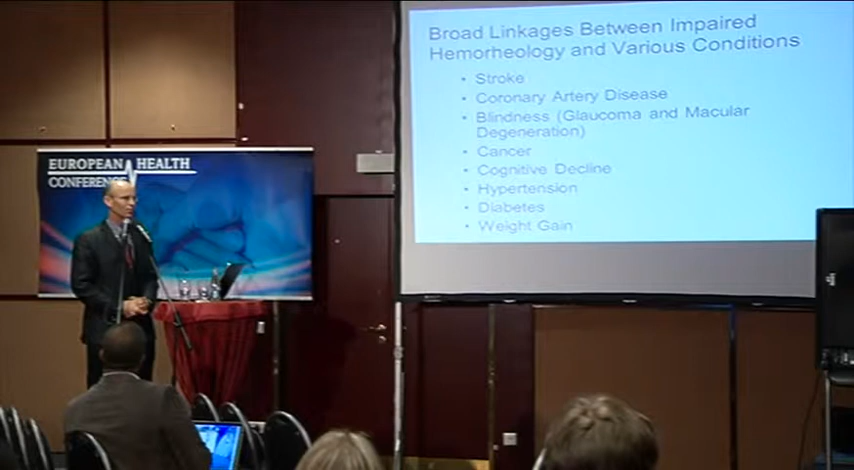 EUROPEAN HEALTH
CONFERENCE
Broad Linkages Between Impaired
Hemorheology and Various Conditions
• Stroke
• Coronary Artery Disease
• Blindness (Glaucoma and Macular
Degeneration)
• Cancer
• Cognitive Decline
• Hypertension
• Diabetes
• Weight Gain